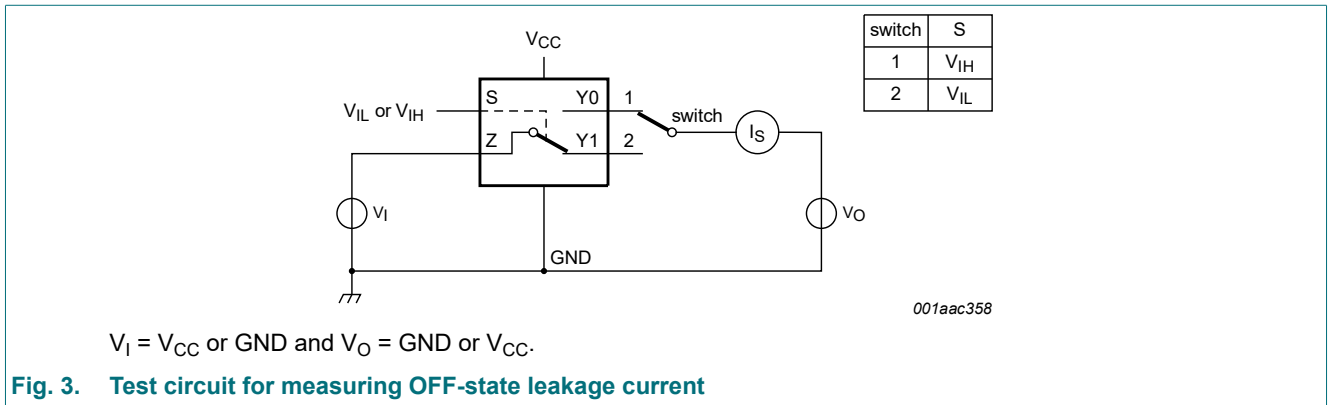 switch S
1 VIH
2 VIL
VCC
VIL or VIH
S Y0 1
switch
IS
Z Y1 2
VI
VO
GND
001aac358
VI = VCC or GND and VO = GND or VCC.
Fig. 3. Test circuit for measuring OFF-state leakage current